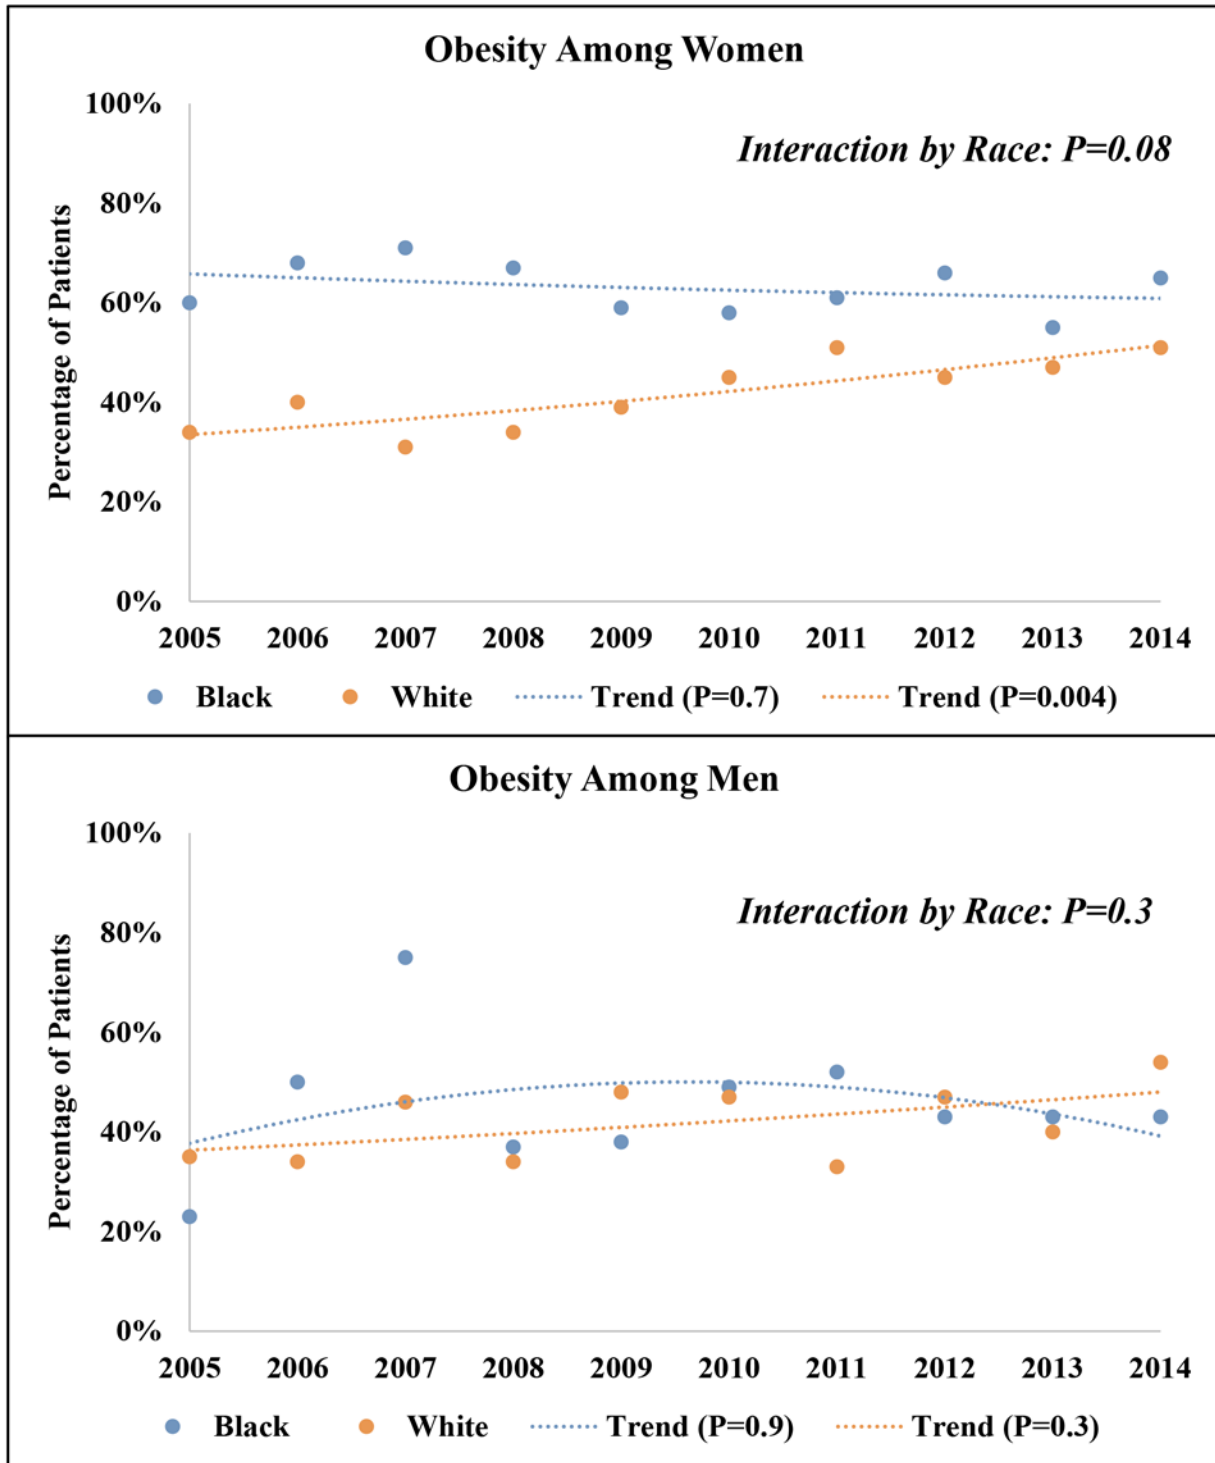 Obesity Among Women
Interaction by Race: P=0.08
Percentage of Patients
100%
80%
60%
40%
20%
0%
2005 2006 2007 2008 2009 2010 2011 2012 2013 2014
Black White Trend (P=0.7) Trend (P=0.004)
Obesity Among Men
Interaction by Race: P=0.3
Percentage of Patients
100%
80%
60%
40%
20%
0%
2005 2006 2007 2008 2009 2010 2011 2012 2013 2014
Black White Trend (P=0.9) Trend (P=0.3)